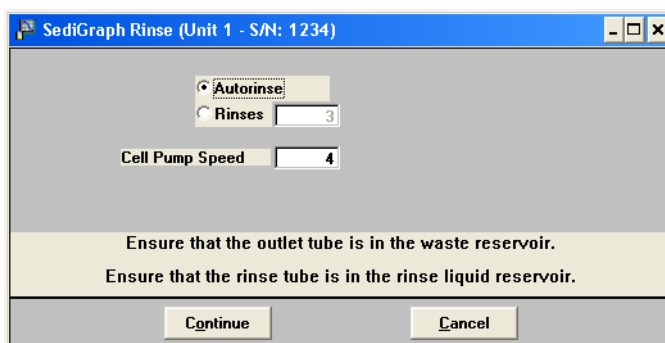 SediGraph Rinse (Unit 1 - S/N: 1234)
Autorinse
Rinses 3
Cell Pump Speed 4
Ensure that the outlet tube is in the waste reservoir.
Ensure that the rinse tube is in the rinse liquid reservoir.
Continue Cancel